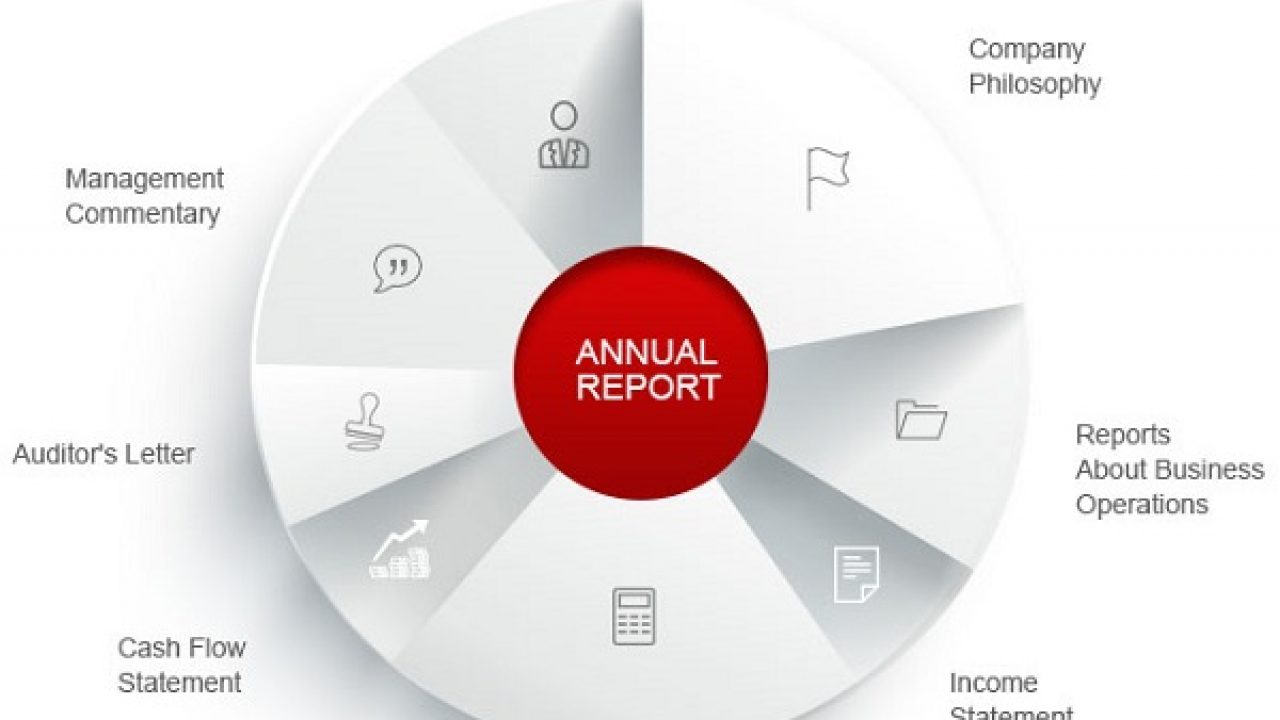 Company
Philosophy
Management
Commentary
ANNUAL
REPORT
Reports
About Business
Operations
Auditor's Letter
Cash Flow
Statement
Income
Statement